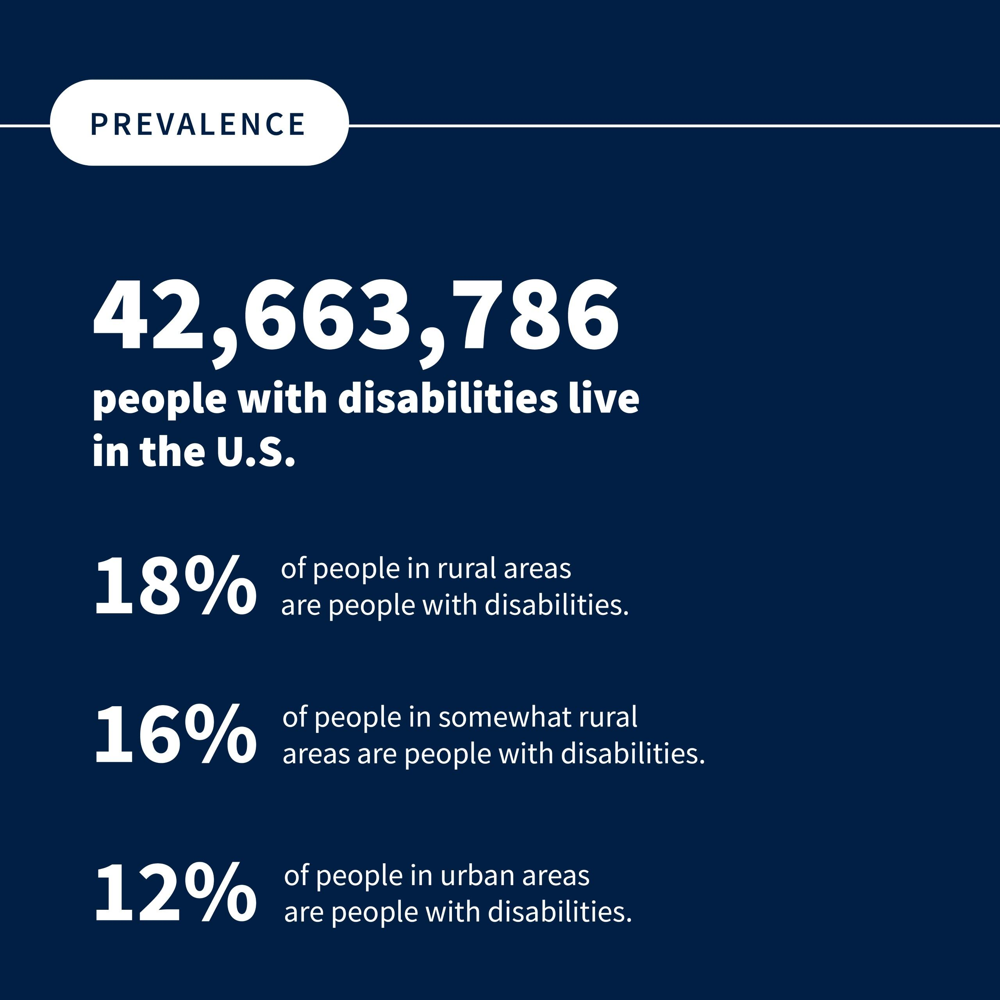 PREVALENCE
42,663,786
people with disabilities live
in the U.S.
18%
of people in rural areas
are people with disabilities.
16%
of people in somewhat rural
areas are people with disabilities.
12%
of people in urban areas
are people with disabilities.